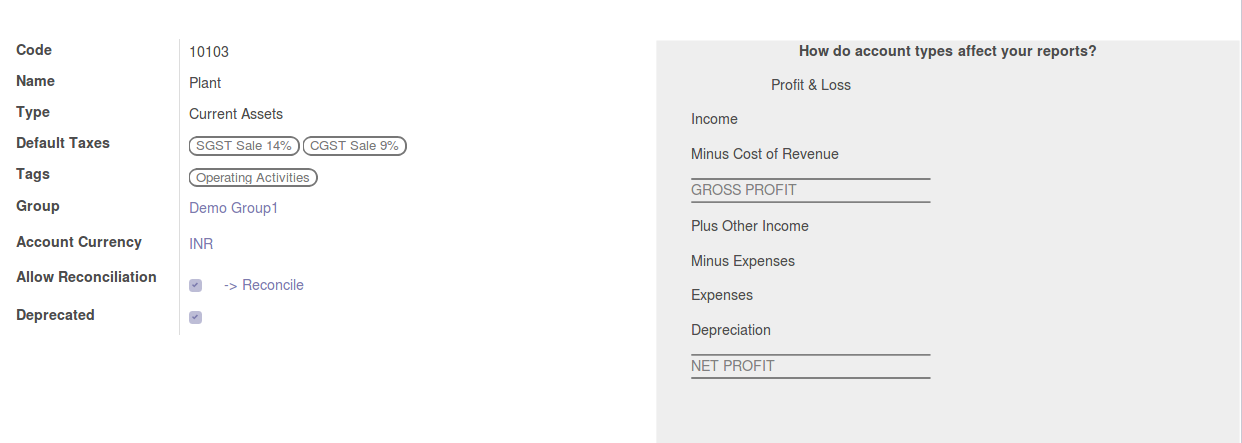 Code 10103
Name Plant
Type Current Assets
Default Taxes SGST Sale 14% CGST Sale 9%
Tags Operating Activities
Group Demo Group1
Account Currency INR
Allow Reconciliation -> Reconcile
Deprecated
How do account types affect your reports?
Profit & Loss
Income
Minus Cost of Revenue
GROSS PROFIT
Plus Other Income
Minus Expenses
Expenses
Depreciation
NET PROFIT